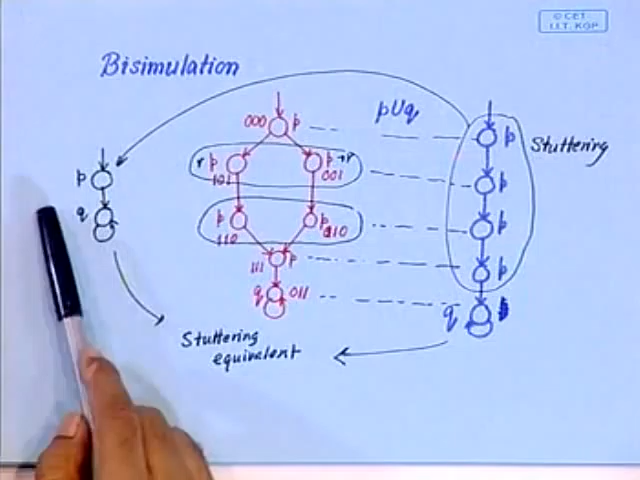 © CET
I.I.T. KGP
Bisimulation
pUq
000 p
p
Stuttering
r p
p ¬r
101
001
p
p
q
p
p
p
110
010
111 p
p
q 011
q
Stuttering
equivalent